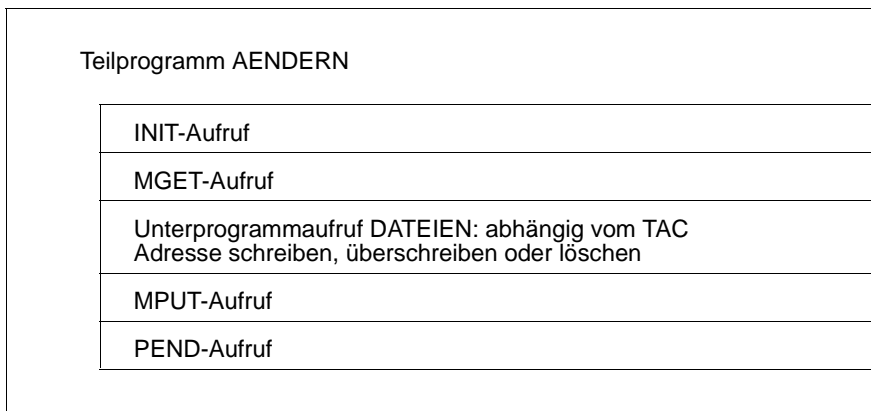 Teilprogramm AENDERN
INIT-Aufruf
MGET-Aufruf
Unterprogrammaufruf DATEIEN: abhängig vom TAC
Adresse schreiben, überschreiben oder löschen
MPUT-Aufruf
PEND-Aufruf